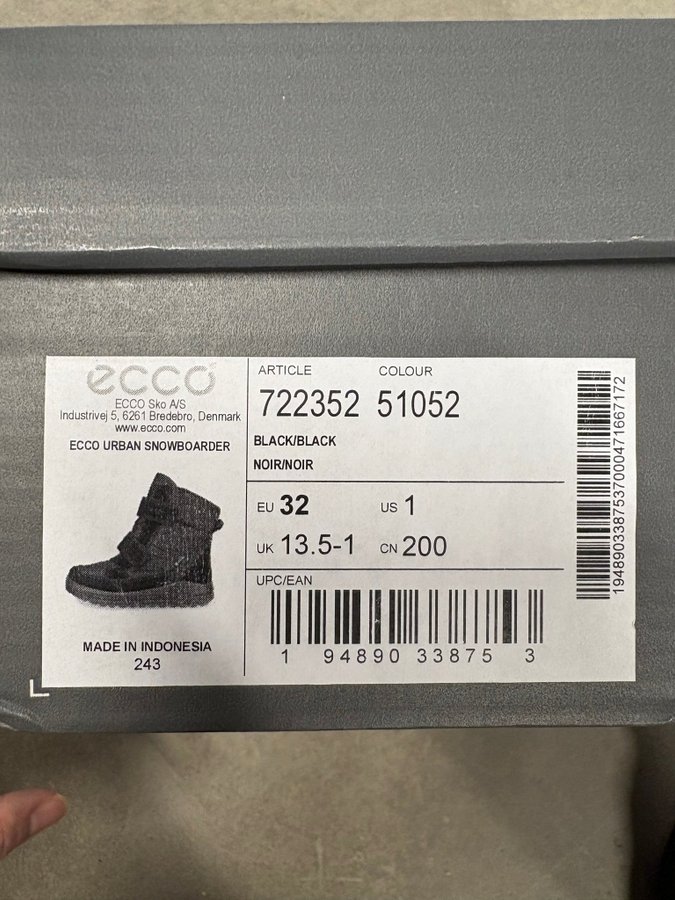 ecco
ECCO Sko A/S
Industrivej 5, 6261 Bredebro, Denmark
www.ecco.com
ECCO URBAN SNOWBOARDER
MADE IN INDONESIA
243
ARTICLE COLOUR
722352 51052
BLACK/BLACK
NOIR/NOIR
EU 32 US 1
UK 13.5-1 CN 200
UPC/EAN
1 94890 33875 3
19489033875370004716​67172